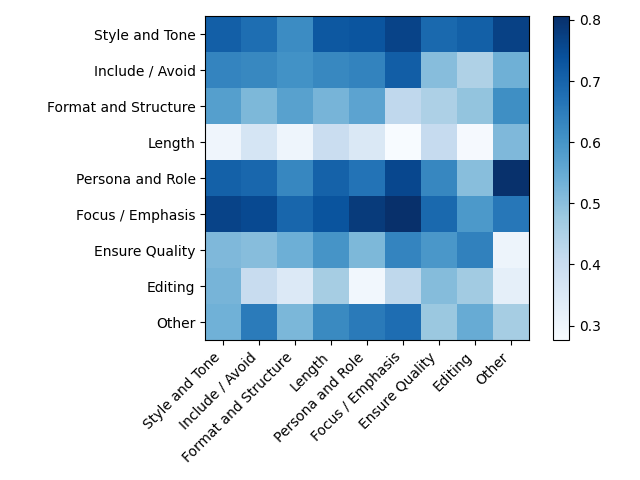 Style and Tone
Include / Avoid
Format and Structure
Length
Persona and Role
Focus / Emphasis
Ensure Quality
Editing
Other
Style and Tone
Include / Avoid
Format and Structure
Length
Persona and Role
Focus / Emphasis
Ensure Quality
Editing
Other
0.8
0.7
0.6
0.5
0.4
0.3